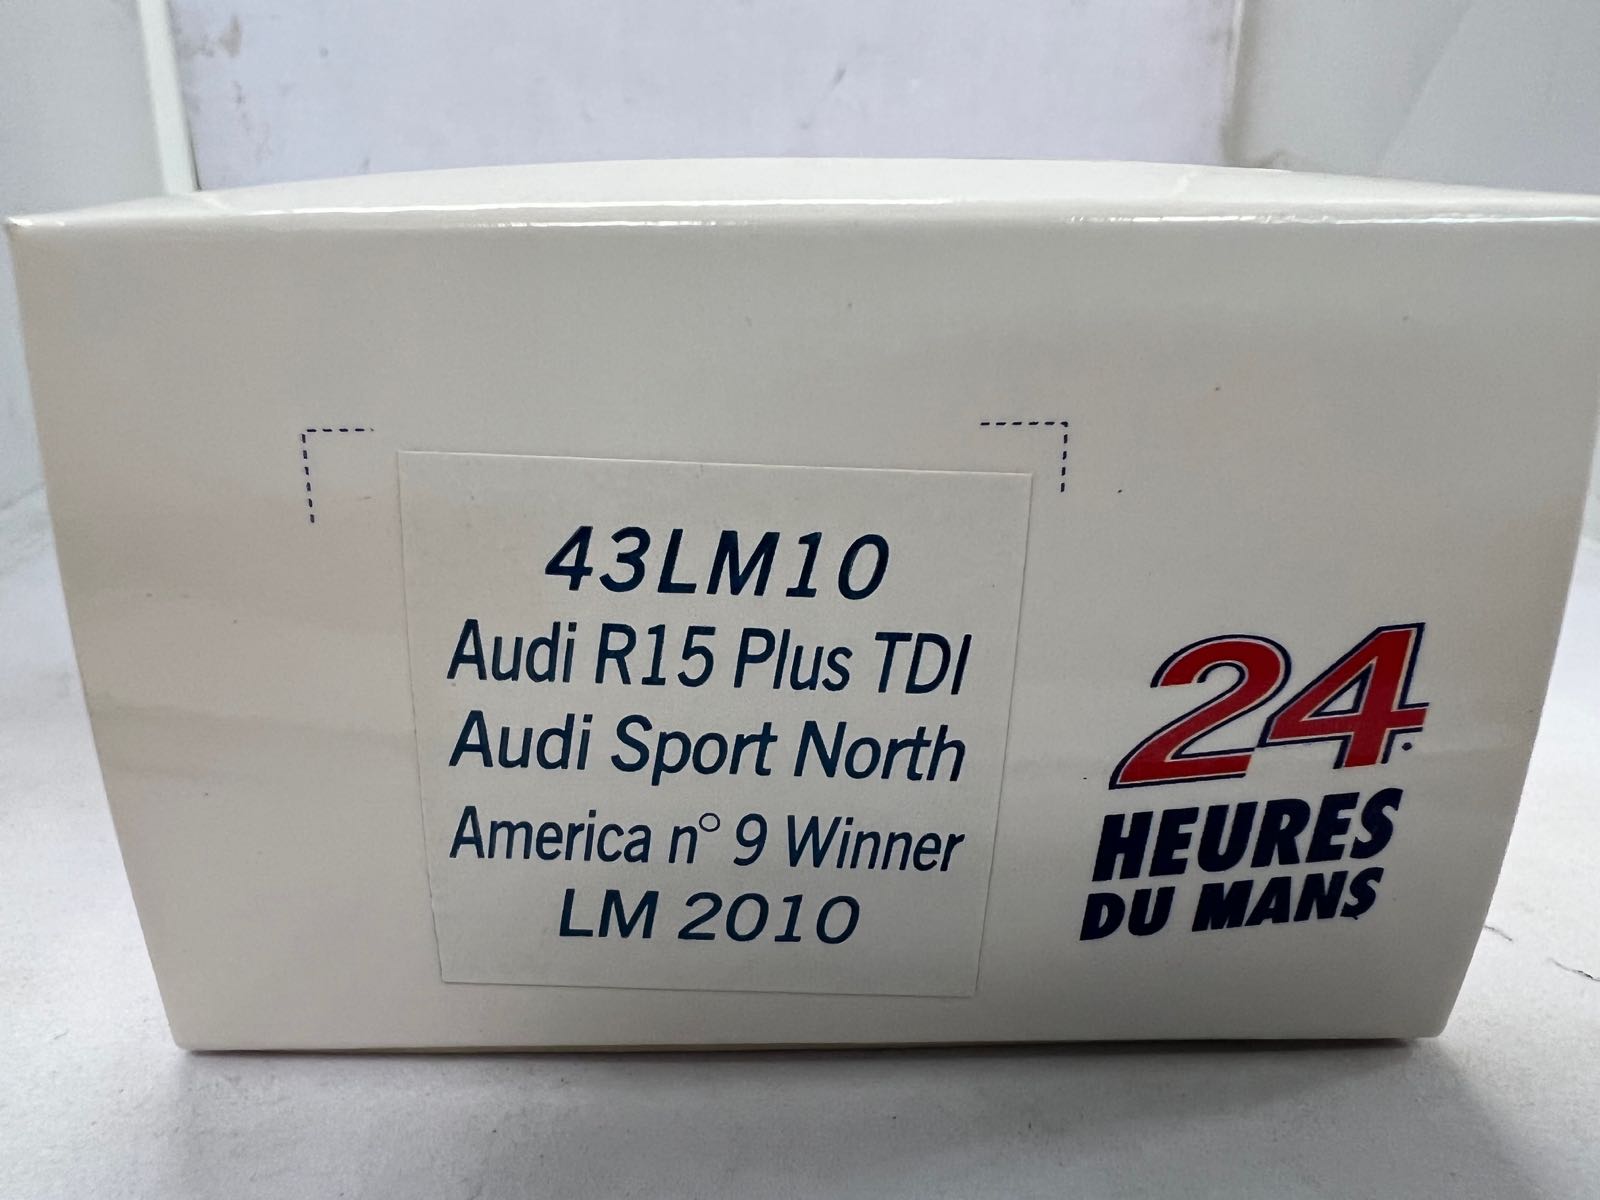 43LM10
Audi R15 Plus TDI
Audi Sport North
America n° 9 Winner
LM 2010
24
HEURES
DU MANS